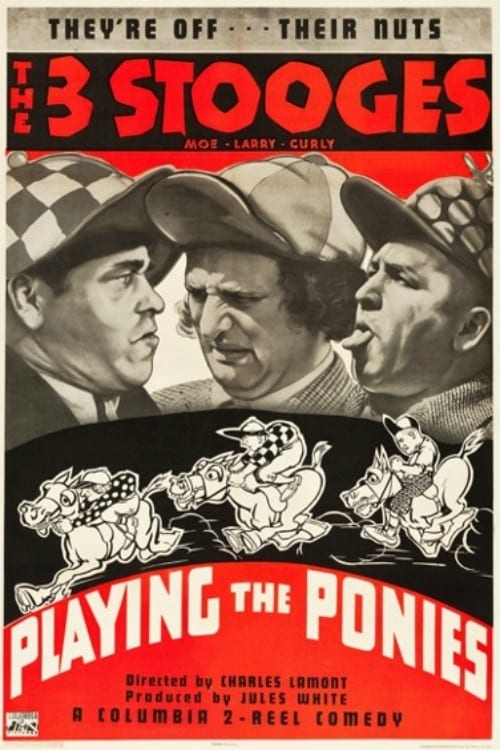 THEY'RE OFF ··· THEIR NUTS
THE 3 STOOGES
MOE - LARRY - CURLY
PLAYING THE PONIES
Directed by CHARLES LAMONT
Produced by JULES WHITE
A COLUMBIA 2-REEL COMEDY